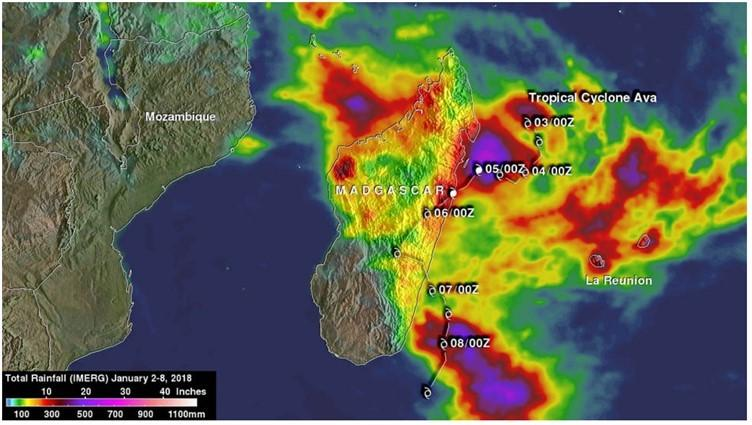 Tropical Cyclone Ava
03/00Z
Mozambique
05/00Z
04/00Z
MADGASCAR
06/00Z
La Reunion
07/00Z
08/00Z
Total Rainfall (IMERG) January 2-8, 2018
10 20 30 40 Inches
100 300 500 700 900 1100mm